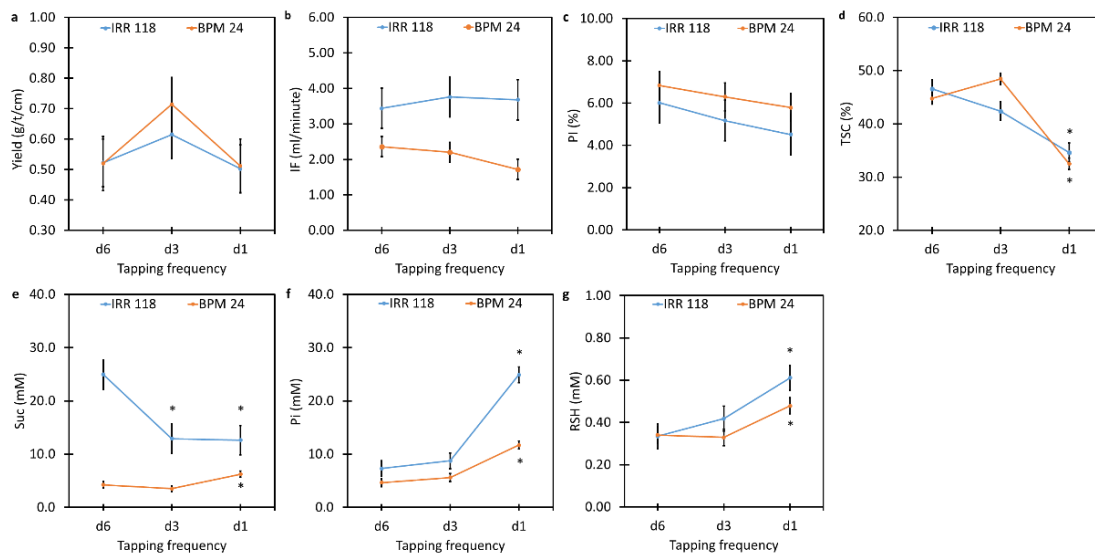 a
1.00
0.90
0.80
0.70
0.60
0.50
0.40
0.30
Yield (g/t/cm)
IRR 118
BPM 24
d6 d3 d1
Tapping frequency
b
6.00
5.00
4.00
3.00
2.00
1.00
0.00
IF (ml/minute)
IRR 118
BPM 24
d6 d3 d1
Tapping frequency
c
10.00
8.00
6.00
4.00
2.00
0.00
PI (%)
IRR 118
BPM 24
d6 d3 d1
Tapping frequency
d
60.0
50.0
40.0
30.0
20.0
TSC (%)
IRR 118
BPM 24
*
*
d6 d3 d1
Tapping frequency
e
40.0
30.0
20.0
10.0
0.0
Suc (mM)
IRR 118
BPM 24
* *
*
d6 d3 d1
Tapping frequency
f
40.0
30.0
20.0
10.0
0.0
Pi (mM)
IRR 118
BPM 24
*
*
d6 d3 d1
Tapping frequency
g
1.00
0.80
0.60
0.40
0.20
0.00
RSH (mM)
IRR 118
BPM 24
*
*
d6 d3 d1
Tapping frequency